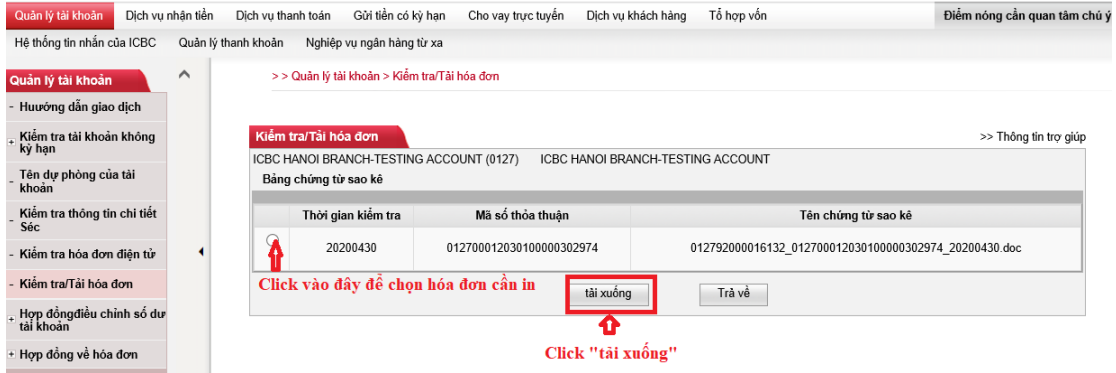 Quản lý tài khoản Dịch vụ nhận tiền Dịch vụ thanh toán Gửi tiền có kỳ hạn Cho vay trực tuyến Dịch vụ khách hàng Tổ hợp vốn Điểm nóng cần quan tâm chú ý
Hệ thống tin nhắn của ICBC Quản lý thanh khoản Nghiệp vụ ngân hàng từ xa
Quản lý tài khoản
> > Quản lý tài khoản > Kiểm tra/Tải hóa đơn
- Huướng dẫn giao dịch
+ Kiểm tra tài khoản không
kỳ hạn
- Tên dự phòng của tài
khoản
- Kiểm tra thông tin chi tiết
Séc
- Kiểm tra hóa đơn điện tử
- Kiểm tra/Tải hóa đơn
+ Hợp đồngđiều chỉnh số dư
tài khoản
+ Hợp đồng về hóa đơn
Kiểm tra/Tải hóa đơn >> Thông tin trợ giúp
ICBC HANOI BRANCH-TESTING ACCOUNT (0127) ICBC HANOI BRANCH-TESTING ACCOUNT
Bảng chứng từ sao kê
Thời gian kiểm tra Mã số thỏa thuận Tên chứng từ sao kê
20200430 012700012030100000302974 012792000016132_012700012030100000302974_20200430.doc
Click vào đây để chọn hóa đơn cần in
tải xuống Trả về
Click "tải xuống"